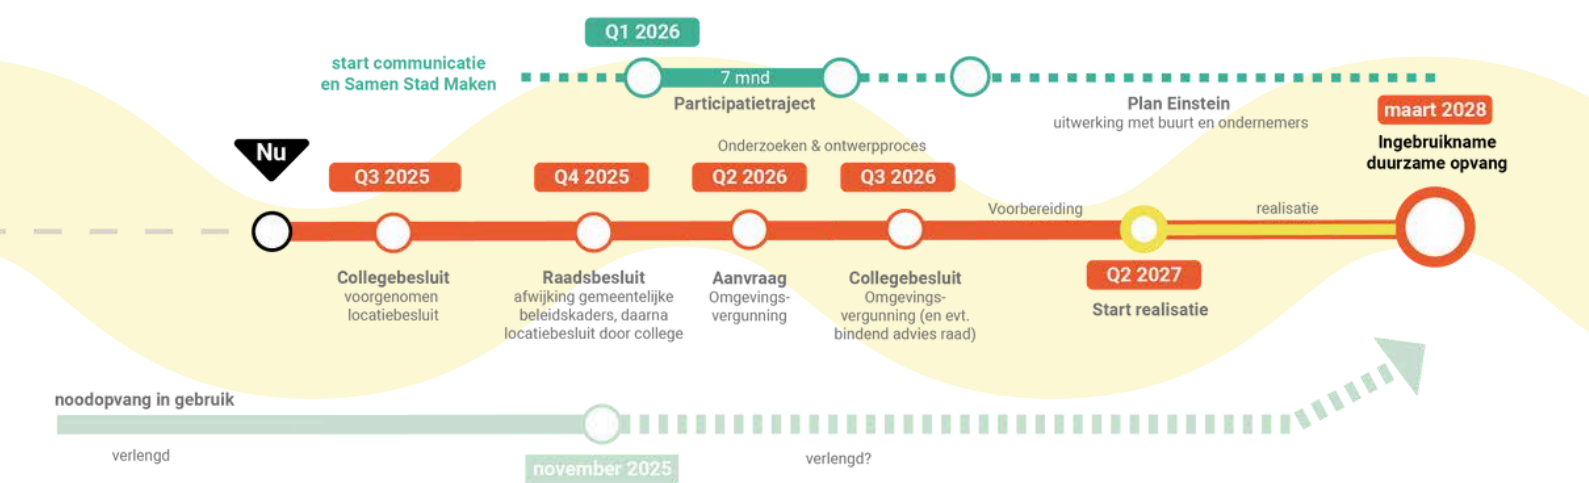 Q1 2026
start communicatie
en Samen Stad Maken
7 mnd
Participatietraject
Plan Einstein
uitwerking met buurt en ondernemers
maart 2028
Ingebruikname
duurzame opvang
Nu
Onderzoeken & ontwerpproces
Q3 2025
Q4 2025
Q2 2026
Q3 2026
Voorbereiding
realisatie
Collegebesluit
voorgenomen
locatiebesluit
Raadsbesluit
afwijking gemeentelijke
beleidskaders, daarna
locatiebesluit door college
Aanvraag
Omgevings-
vergunning
Collegebesluit
Omgevings-
vergunning (en evt.
bindend advies raad)
Q2 2027
Start realisatie
noodopvang in gebruik
verlengd
november 2025
verlengd?